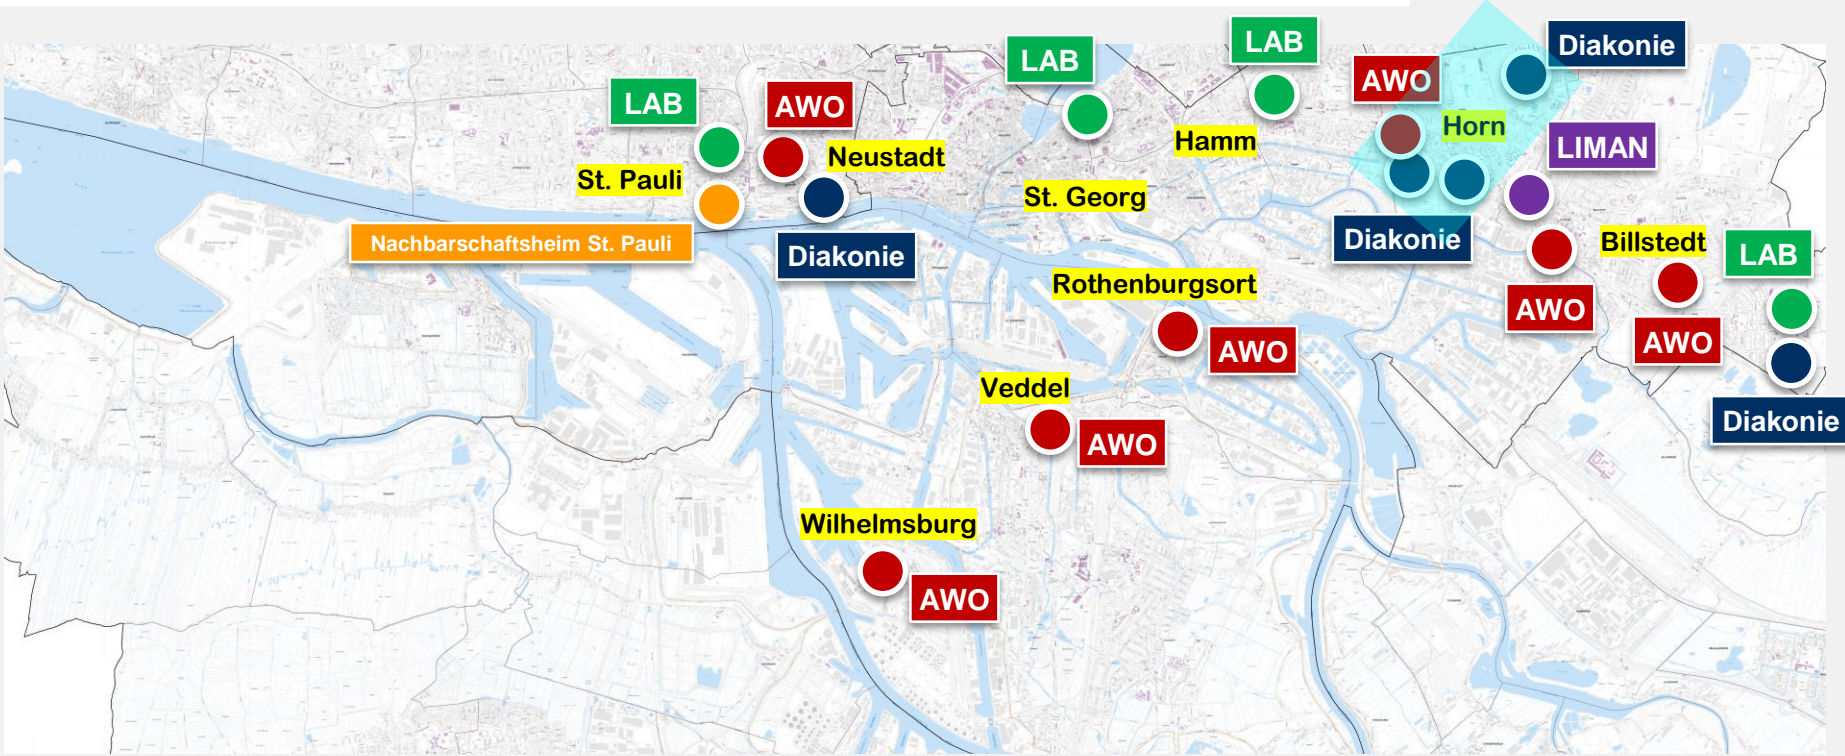 LAB
LAB
Diakonie
AWO
LAB
AWO
Horn
Hamm
LIMAN
Neustadt
St. Pauli
St. Georg
Nachbarschaftsheim St. Pauli
Diakonie
Diakonie
Billstedt
LAB
Rothenburgsort
AWO
AWO
AWO
Veddel
Diakonie
AWO
Wilhelmsburg
AWO